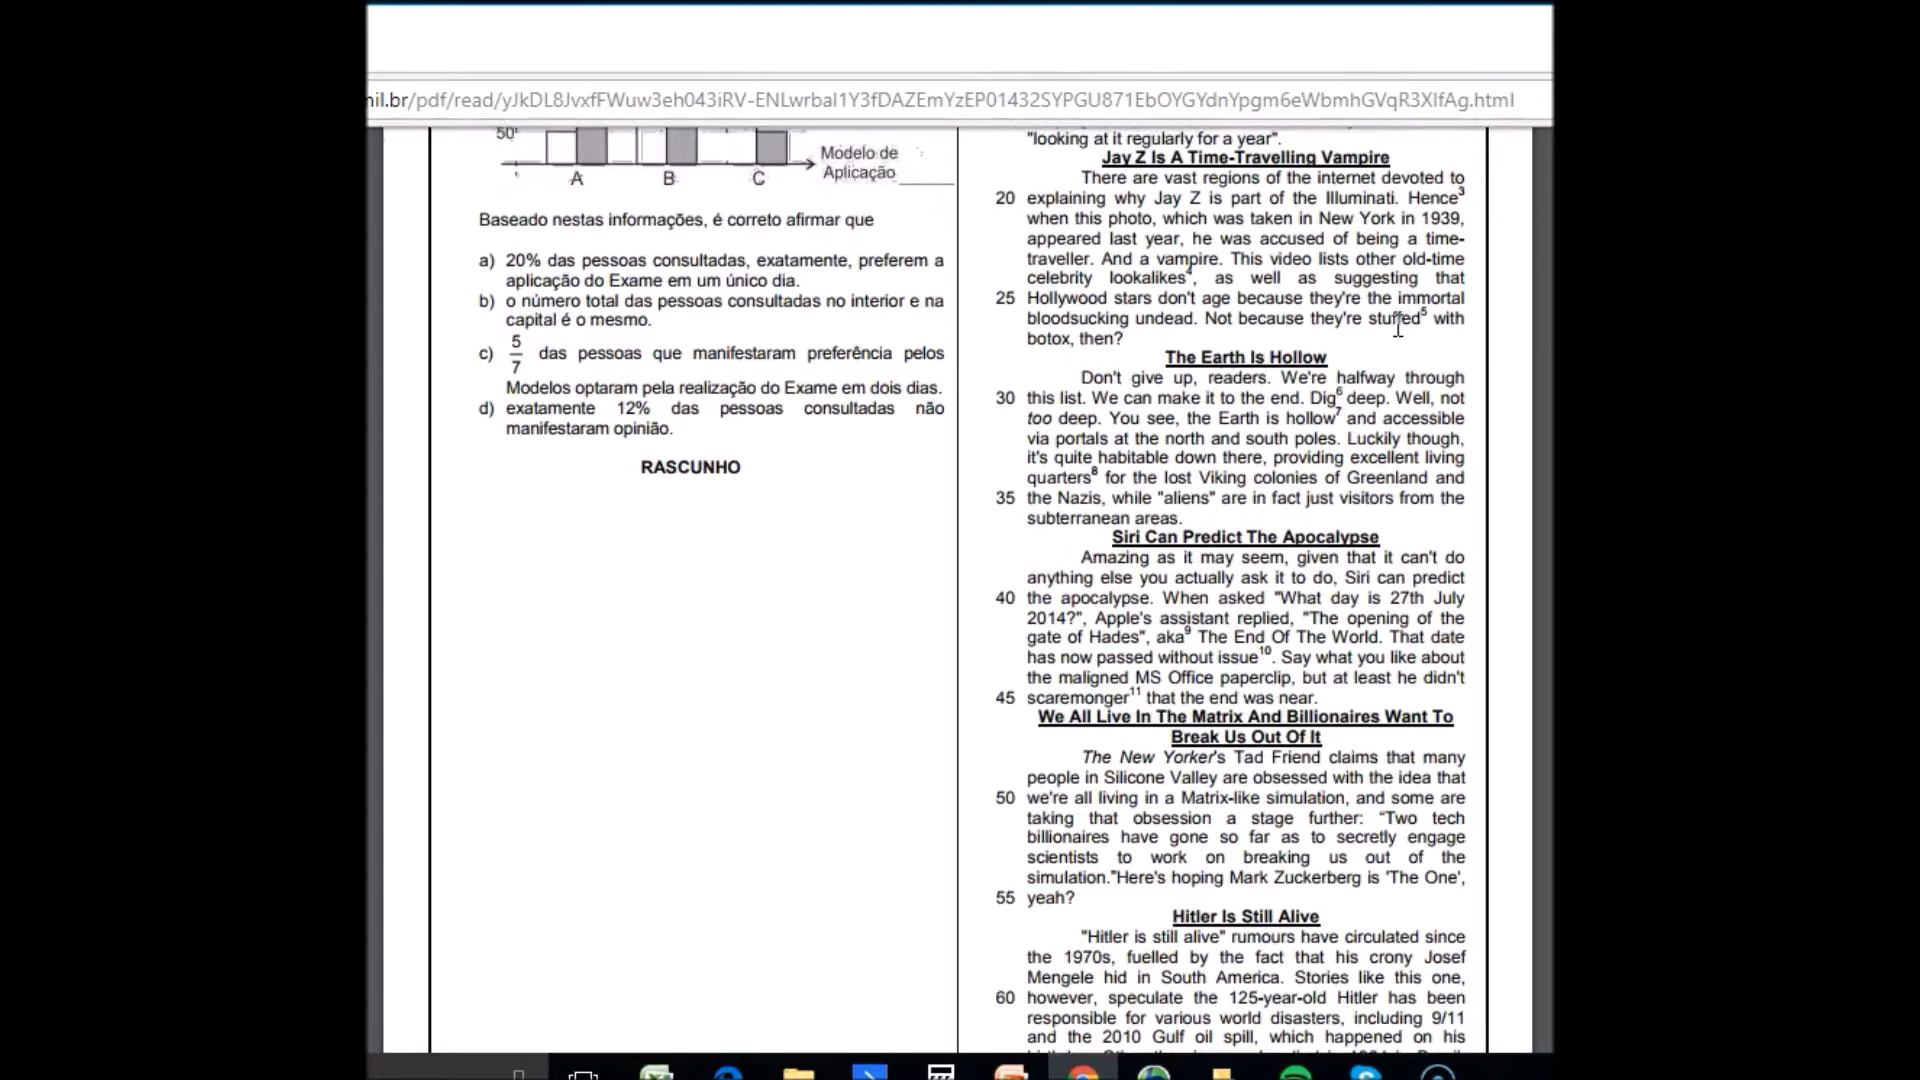 nil.br/pdf/read/yJkDL8JvxfFWuw3eh043iRV-ENLwrbal1Y3fDAZEmYzEP01432SYPGU871EbOYGYdnYpgm6eWbmhGVqR3XlfAg.html
50
Modelo de
Aplicação
A B C
Baseado nestas informações, é correto afirmar que
a) 20% das pessoas consultadas, exatamente, preferem a
aplicação do Exame em um único dia.
b) o número total das pessoas consultadas no interior e na
capital é o mesmo.
c) 5/7 das pessoas que manifestaram preferência pelos
Modelos optaram pela realização do Exame em dois dias.
d) exatamente 12% das pessoas consultadas não
manifestaram opinião.
RASCUNHO
"looking at it regularly for a year".
Jay Z Is A Time-Travelling Vampire
There are vast regions of the internet devoted to
20 explaining why Jay Z is part of the Illuminati. Hence³
when this photo, which was taken in New York in 1939,
appeared last year, he was accused of being a time-
traveller. And a vampire. This video lists other old-time
celebrity lookalikes⁴, as well as suggesting that
25 Hollywood stars don't age because they're the immortal
bloodsucking undead. Not because they're stuffed⁵ with
botox, then?
The Earth Is Hollow
Don't give up, readers. We're halfway through
30 this list. We can make it to the end. Dig⁶ deep. Well, not
too deep. You see, the Earth is hollow⁷ and accessible
via portals at the north and south poles. Luckily though,
it's quite habitable down there, providing excellent living
quarters⁸ for the lost Viking colonies of Greenland and
35 the Nazis, while "aliens" are in fact just visitors from the
subterranean areas.
Siri Can Predict The Apocalypse
Amazing as it may seem, given that it can't do
anything else you actually ask it to do, Siri can predict
40 the apocalypse. When asked "What day is 27th July
2014?", Apple's assistant replied, "The opening of the
gate of Hades", aka⁹ The End Of The World. That date
has now passed without issue¹⁰. Say what you like about
the maligned MS Office paperclip, but at least he didn't
45 scaremonger¹¹ that the end was near.
We All Live In The Matrix And Billionaires Want To
Break Us Out Of It
The New Yorker's Tad Friend claims that many
people in Silicone Valley are obsessed with the idea that
50 we're all living in a Matrix-like simulation, and some are
taking that obsession a stage further: “Two tech
billionaires have gone so far as to secretly engage
scientists to work on breaking us out of the
simulation."Here's hoping Mark Zuckerberg is 'The One',
55 yeah?
Hitler Is Still Alive
"Hitler is still alive" rumours have circulated since
the 1970s, fuelled by the fact that his crony Josef
Mengele hid in South America. Stories like this one,
60 however, speculate the 125-year-old Hitler has been
responsible for various world disasters, including 9/11
and the 2010 Gulf oil spill, which happened on his